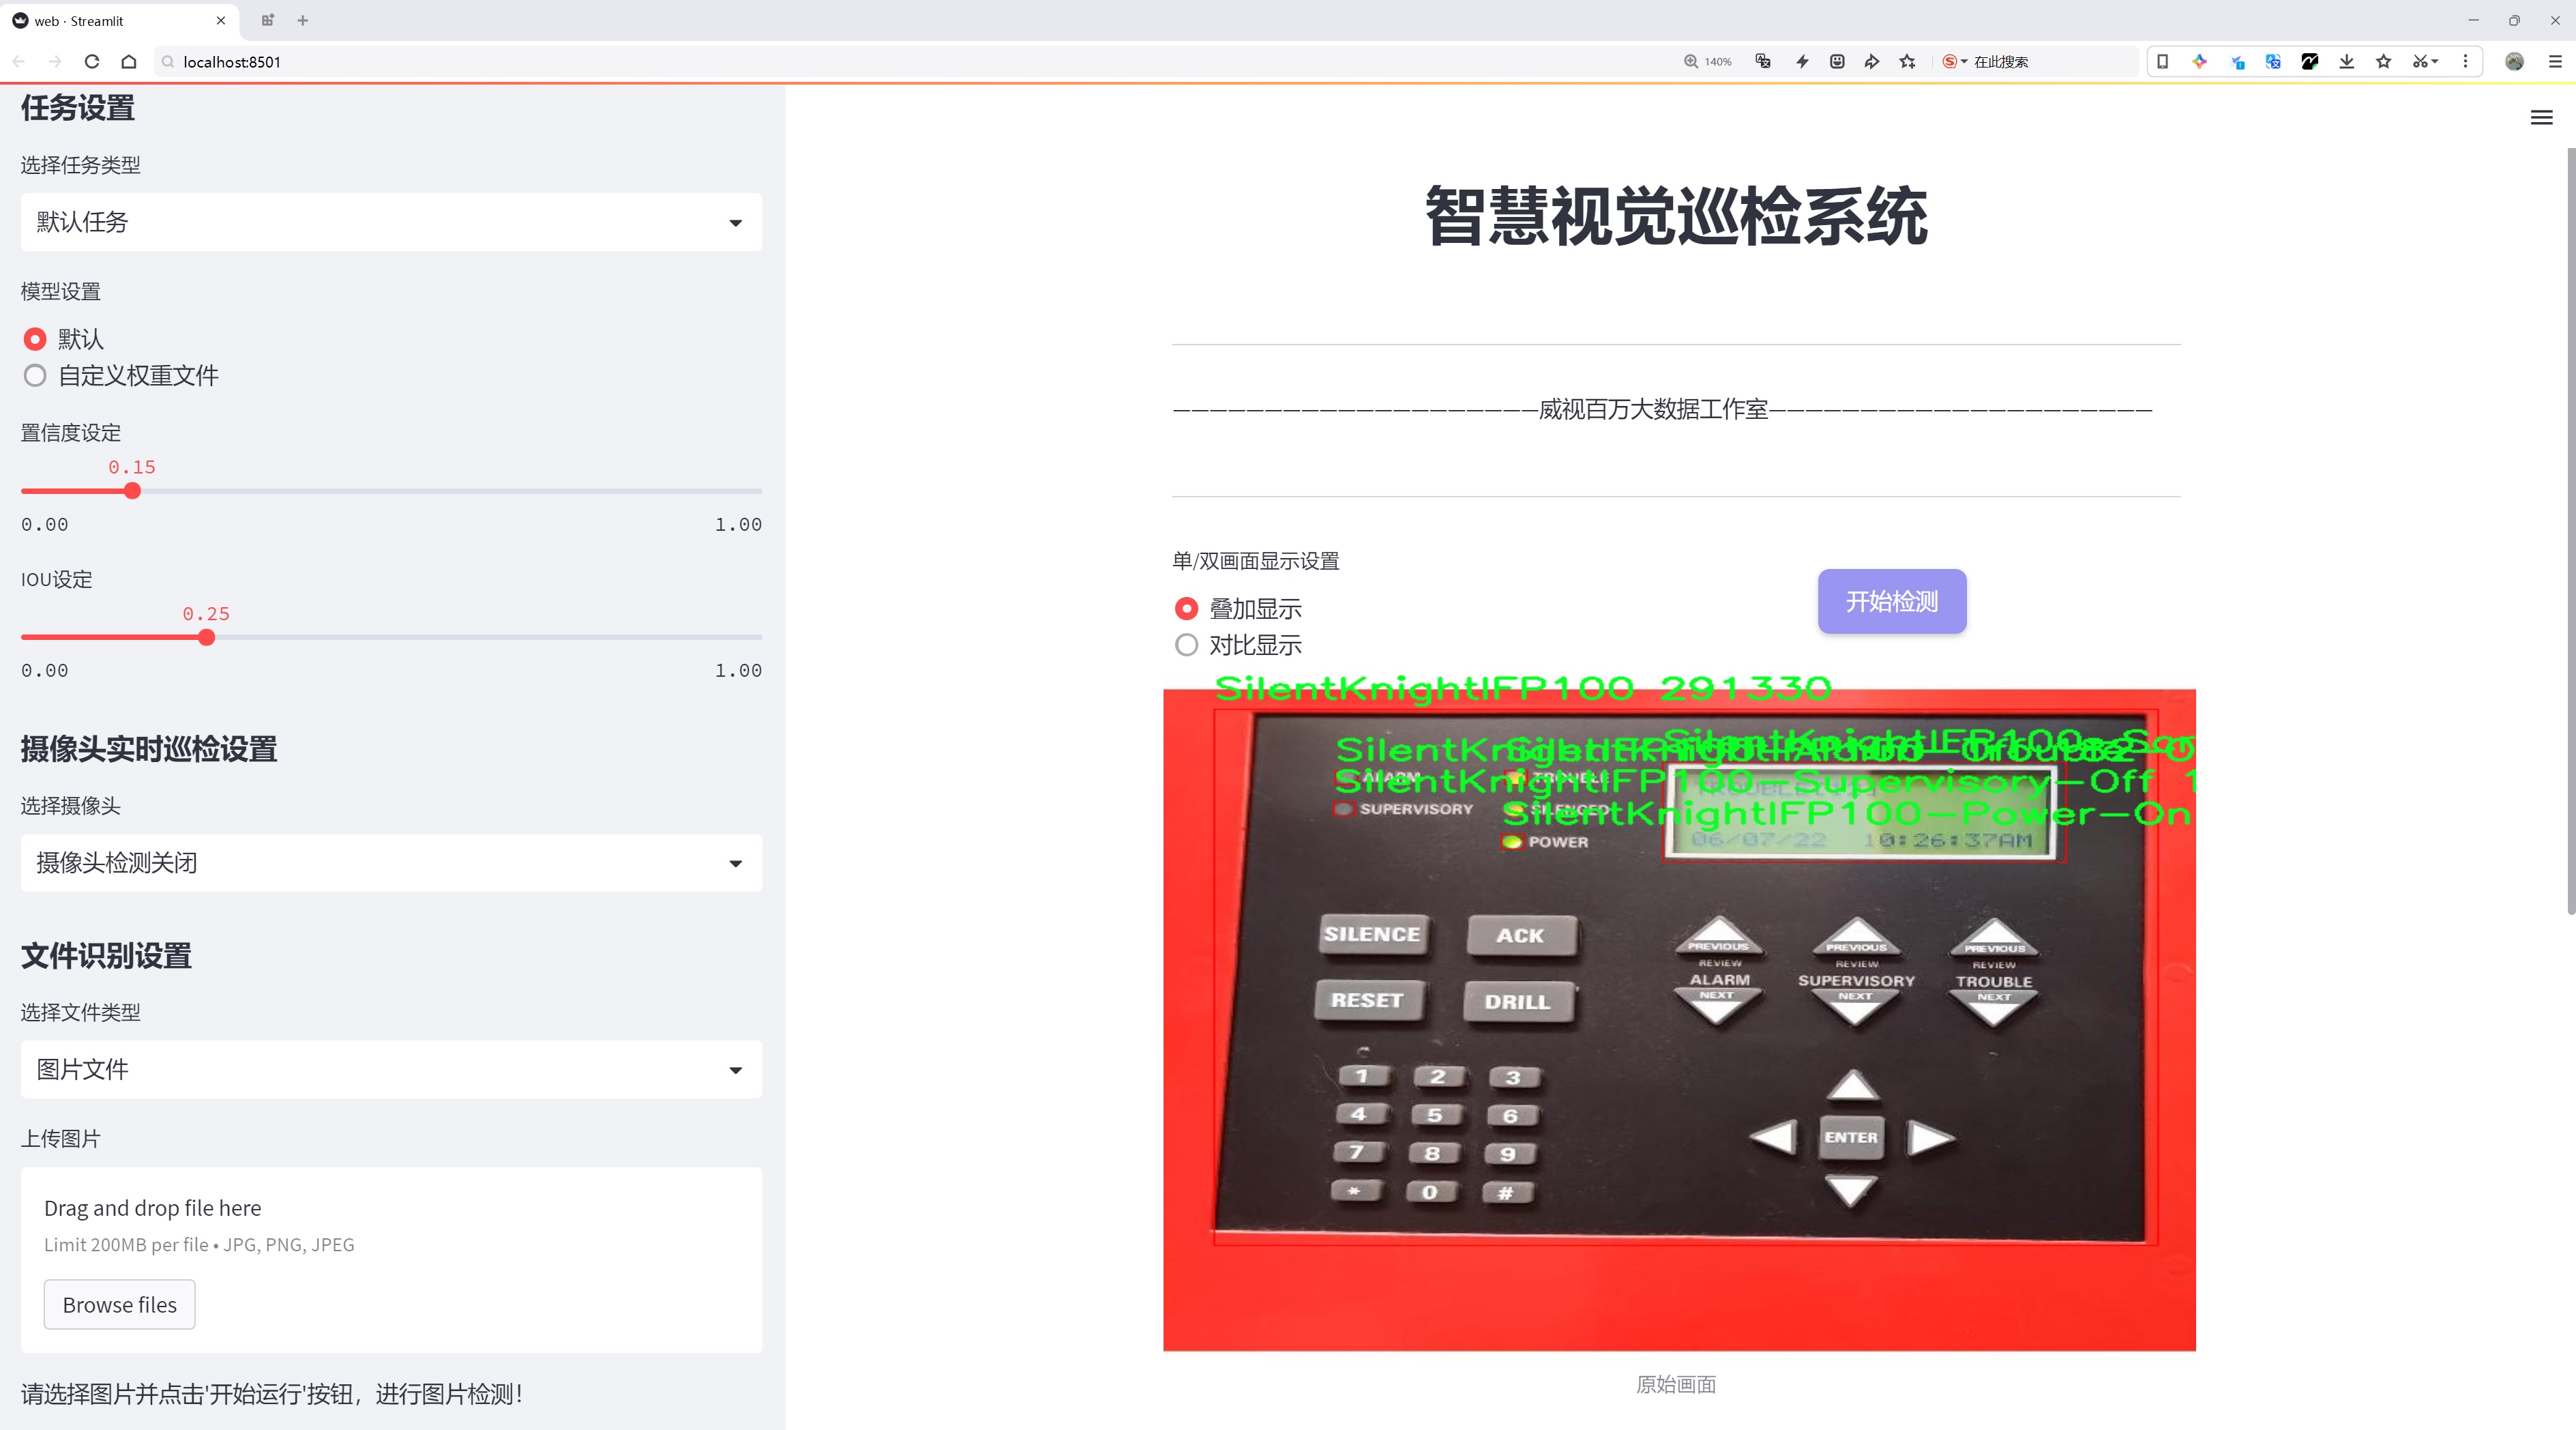 web · Streamlit
localhost:8501
140%
在此搜索
任务设置
选择任务类型
默认任务
模型设置
默认
自定义权重文件
置信度设定
0.15
0.00 1.00
IOU设定
0.25
0.00 1.00
摄像头实时巡检设置
选择摄像头
摄像头检测关闭
文件识别设置
选择文件类型
图片文件
上传图片
Drag and drop file here
Limit 200MB per file • JPG, PNG, JPEG
Browse files
请选择图片并点击'开始运行'按钮，进行图片检测！
智慧视觉巡检系统
————————————————————威视百万大数据工作室—————————————————————
单/双画面显示设置
叠加显示
对比显示
开始检测
SilentKnightIFP100 291330
SilentKnightIFP100-Supervisory-Off
SilentKnightIFP100-Power-On
ALARM TROUBLE
SUPERVISORY SILENCED
POWER
06/07/22 10:26:37AM
SILENCE ACK
RESET DRILL
PREVIOUS PREVIOUS PREVIOUS
REVIEW REVIEW REVIEW
ALARM SUPERVISORY TROUBLE
NEXT NEXT NEXT
1 2 3
4 5 6
7 8 9
* 0 #
ENTER
原始画面